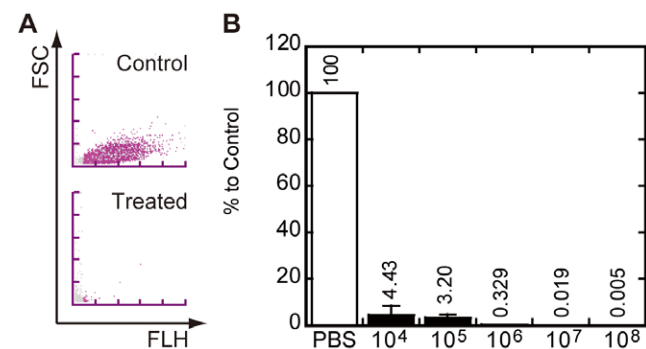 A
FSC
Control
Treated
FLH
B
% to Control
120
100
80
60
40
20
0
100
4.43
3.20
0.329
0.019
0.005
PBS 10⁴ 10⁵ 10⁶ 10⁷ 10⁸